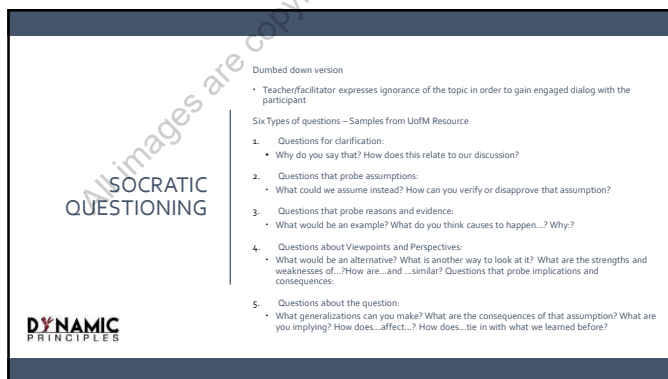 All images are copy
SOCRATIC
QUESTIONING
Dumbed down version
• Teacher/facilitator expresses ignorance of the topic in order to gain engaged dialog with the
participant
Six Types of questions – Samples from UofM Resource
1. Questions for clarification:
• Why do you say that? How does this relate to our discussion?
2. Questions that probe assumptions:
• What could we assume instead? How can you verify or disapprove that assumption?
3. Questions that probe reasons and evidence:
• What would be an example? What do you think causes to happen...? Why:?
4. Questions about Viewpoints and Perspectives:
• What would be an alternative? What is another way to look at it? What are the strengths and
weaknesses of...?How are...and ...similar? Questions that probe implications and
consequences:
5. Questions about the question:
• What generalizations can you make? What are the consequences of that assumption? What are
you implying? How does...affect...? How does...tie in with what we learned before?
DYNAMIC
PRINCIPLES